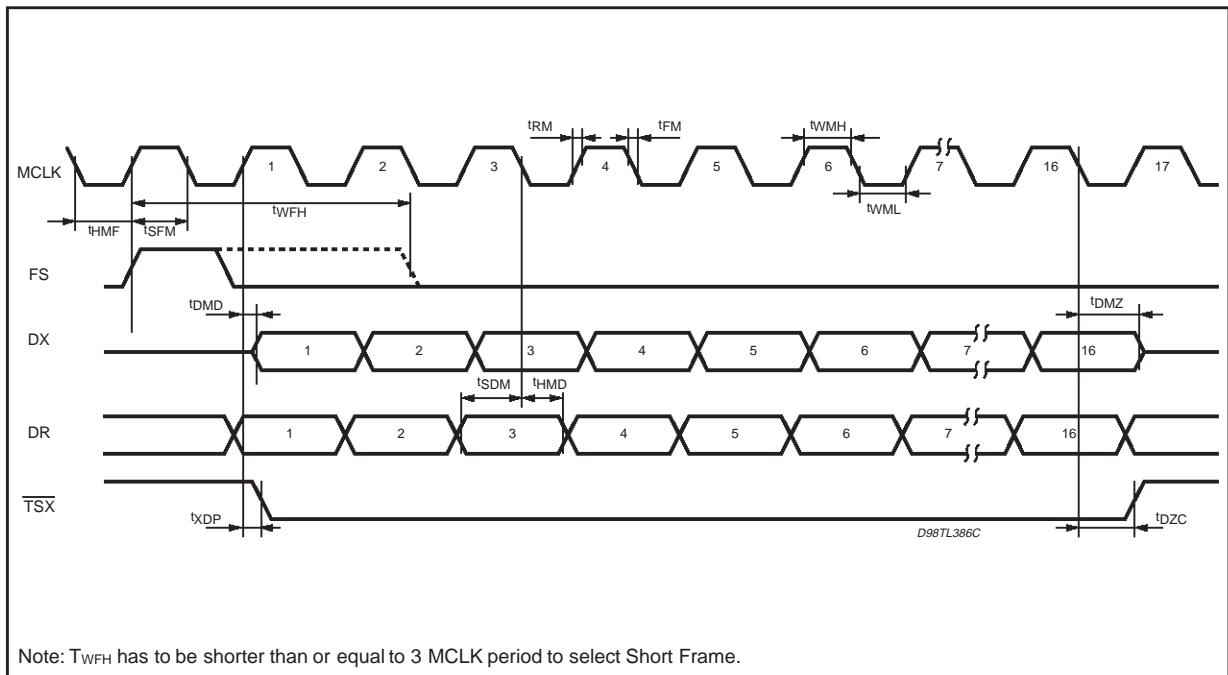 tRM
tFM
tWMH
MCLK
1
2
3
4
5
6
7
16
17
tWFH
tWML
tHMF
tSFM
FS
tDMD
tDMZ
DX
1
2
3
4
5
6
7
16
tSDM
tHMD
DR
1
2
3
4
5
6
7
16
TSX
tXDP
tDZC
D98TL386C
Note: TWFH has to be shorter than or equal to 3 MCLK period to select Short Frame.